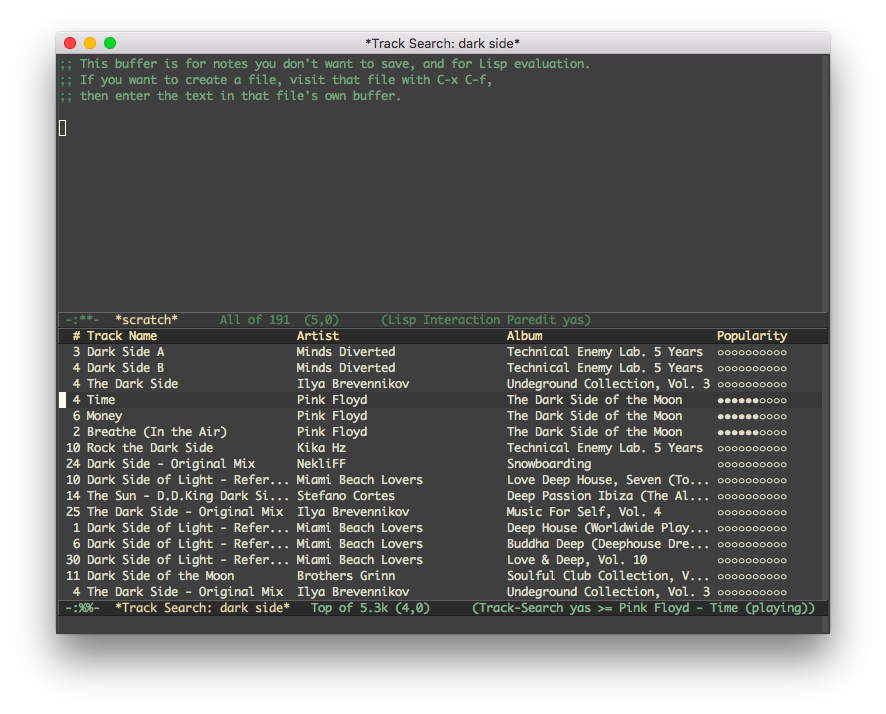 *Track Search: dark side*
;; This buffer is for notes you don't want to save, and for Lisp evaluation.
;; If you want to create a file, visit that file with C-x C-f,
;; then enter the text in that file's own buffer.
-:**-  *scratch*      All of 191  (5,0)      (Lisp Interaction Paredit yas)
# Track Name Artist Album Popularity
3 Dark Side A Minds Diverted Technical Enemy Lab. 5 Years ○○○○○○○○○○
4 Dark Side B Minds Diverted Technical Enemy Lab. 5 Years ○○○○○○○○○○
4 The Dark Side Ilya Brevennikov Undeground Collection, Vol. 3 ○○○○○○○○○○
4 Time Pink Floyd The Dark Side of the Moon ●●●●●●○○○○
6 Money Pink Floyd The Dark Side of the Moon ●●●●●●○○○○
2 Breathe (In the Air) Pink Floyd The Dark Side of the Moon ●●●●●●○○○○
10 Rock the Dark Side Kika Hz Technical Enemy Lab. 5 Years ○○○○○○○○○○
24 Dark Side - Original Mix NekliFF Snowboarding ○○○○○○○○○○
10 Dark Side of Light - Refer... Miami Beach Lovers Love Deep House, Seven (To... ○○○○○○○○○○
14 The Sun - D.D.King Dark Si... Stefano Cortes Deep Passion Ibiza (The Al... ○○○○○○○○○○
25 The Dark Side - Original Mix Ilya Brevennikov Music For Self, Vol. 4 ○○○○○○○○○○
1 Dark Side of Light - Refer... Miami Beach Lovers Deep House (Worldwide Play... ○○○○○○○○○○
6 Dark Side of Light - Refer... Miami Beach Lovers Buddha Deep (Deephouse Dre... ○○○○○○○○○○
30 Dark Side of Light - Refer... Miami Beach Lovers Love & Deep, Vol. 10 ○○○○○○○○○○
11 Dark Side of the Moon Brothers Grinn Soulful Club Collection, V... ○○○○○○○○○○
4 The Dark Side - Original Mix Ilya Brevennikov Undeground Collection, Vol. 3 ○○○○○○○○○○
-:%%-  *Track Search: dark side*   Top of 5.3k (4,0)      (Track-Search yas >= Pink Floyd - Time (playing))